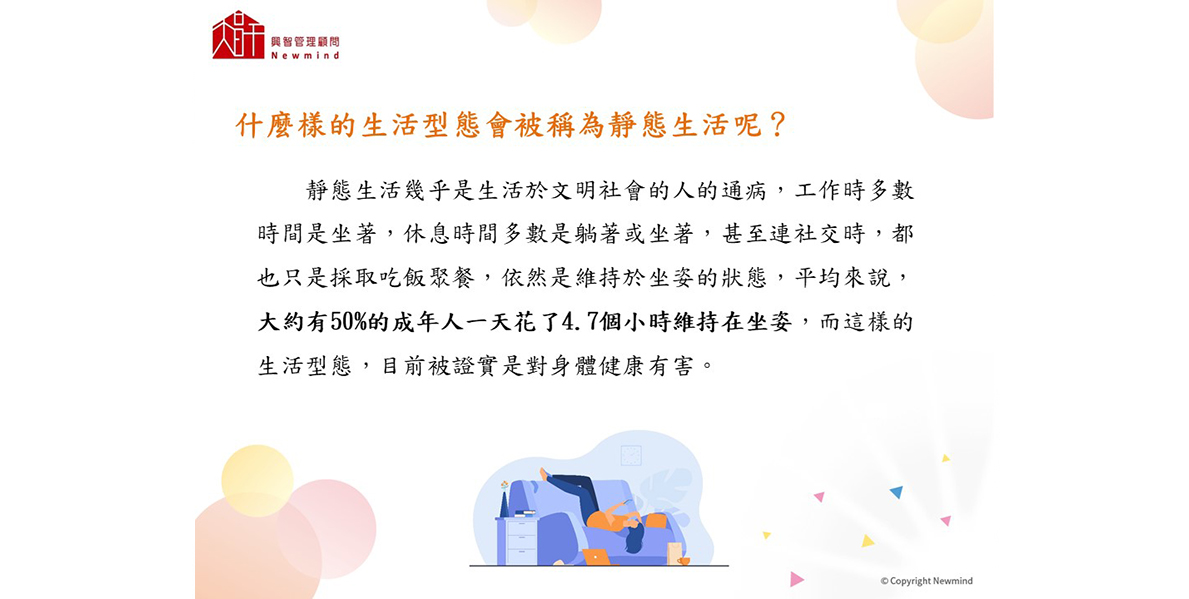 興智管理顧問
Newmind
什麼樣的生活型態會被稱為靜態生活呢？
靜態生活幾乎是生活於文明社會的人的通病，工作時多數
時間是坐著，休息時間多數是躺著或坐著，甚至連社交時，都
也只是採取吃飯聚餐，依然是維持於坐姿的狀態，平均來說，
大約有50%的成年人一天花了4.7個小時維持在坐姿，而這樣的
生活型態，目前被證實是對身體健康有害。
© Copyright Newmind